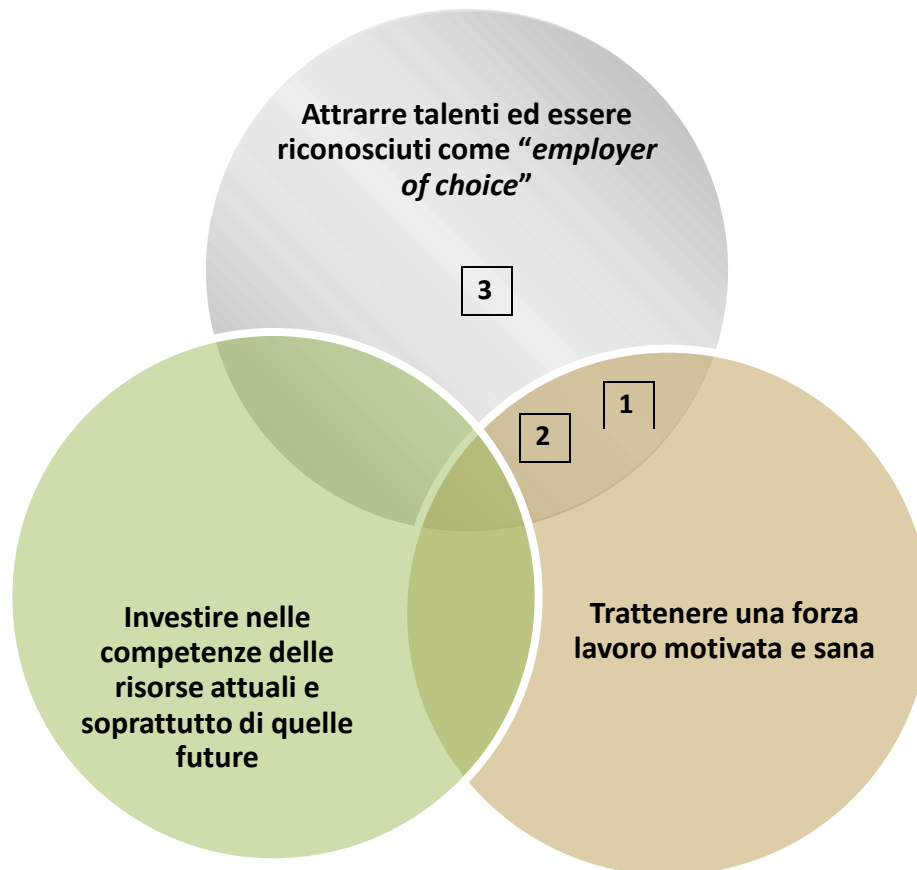 Attrarre talenti ed essere
riconosciuti come “employer
of choice”
3
1
2
Investire nelle
competenze delle
risorse attuali e
soprattutto di quelle
future
Trattenere una forza
lavoro motivata e sana